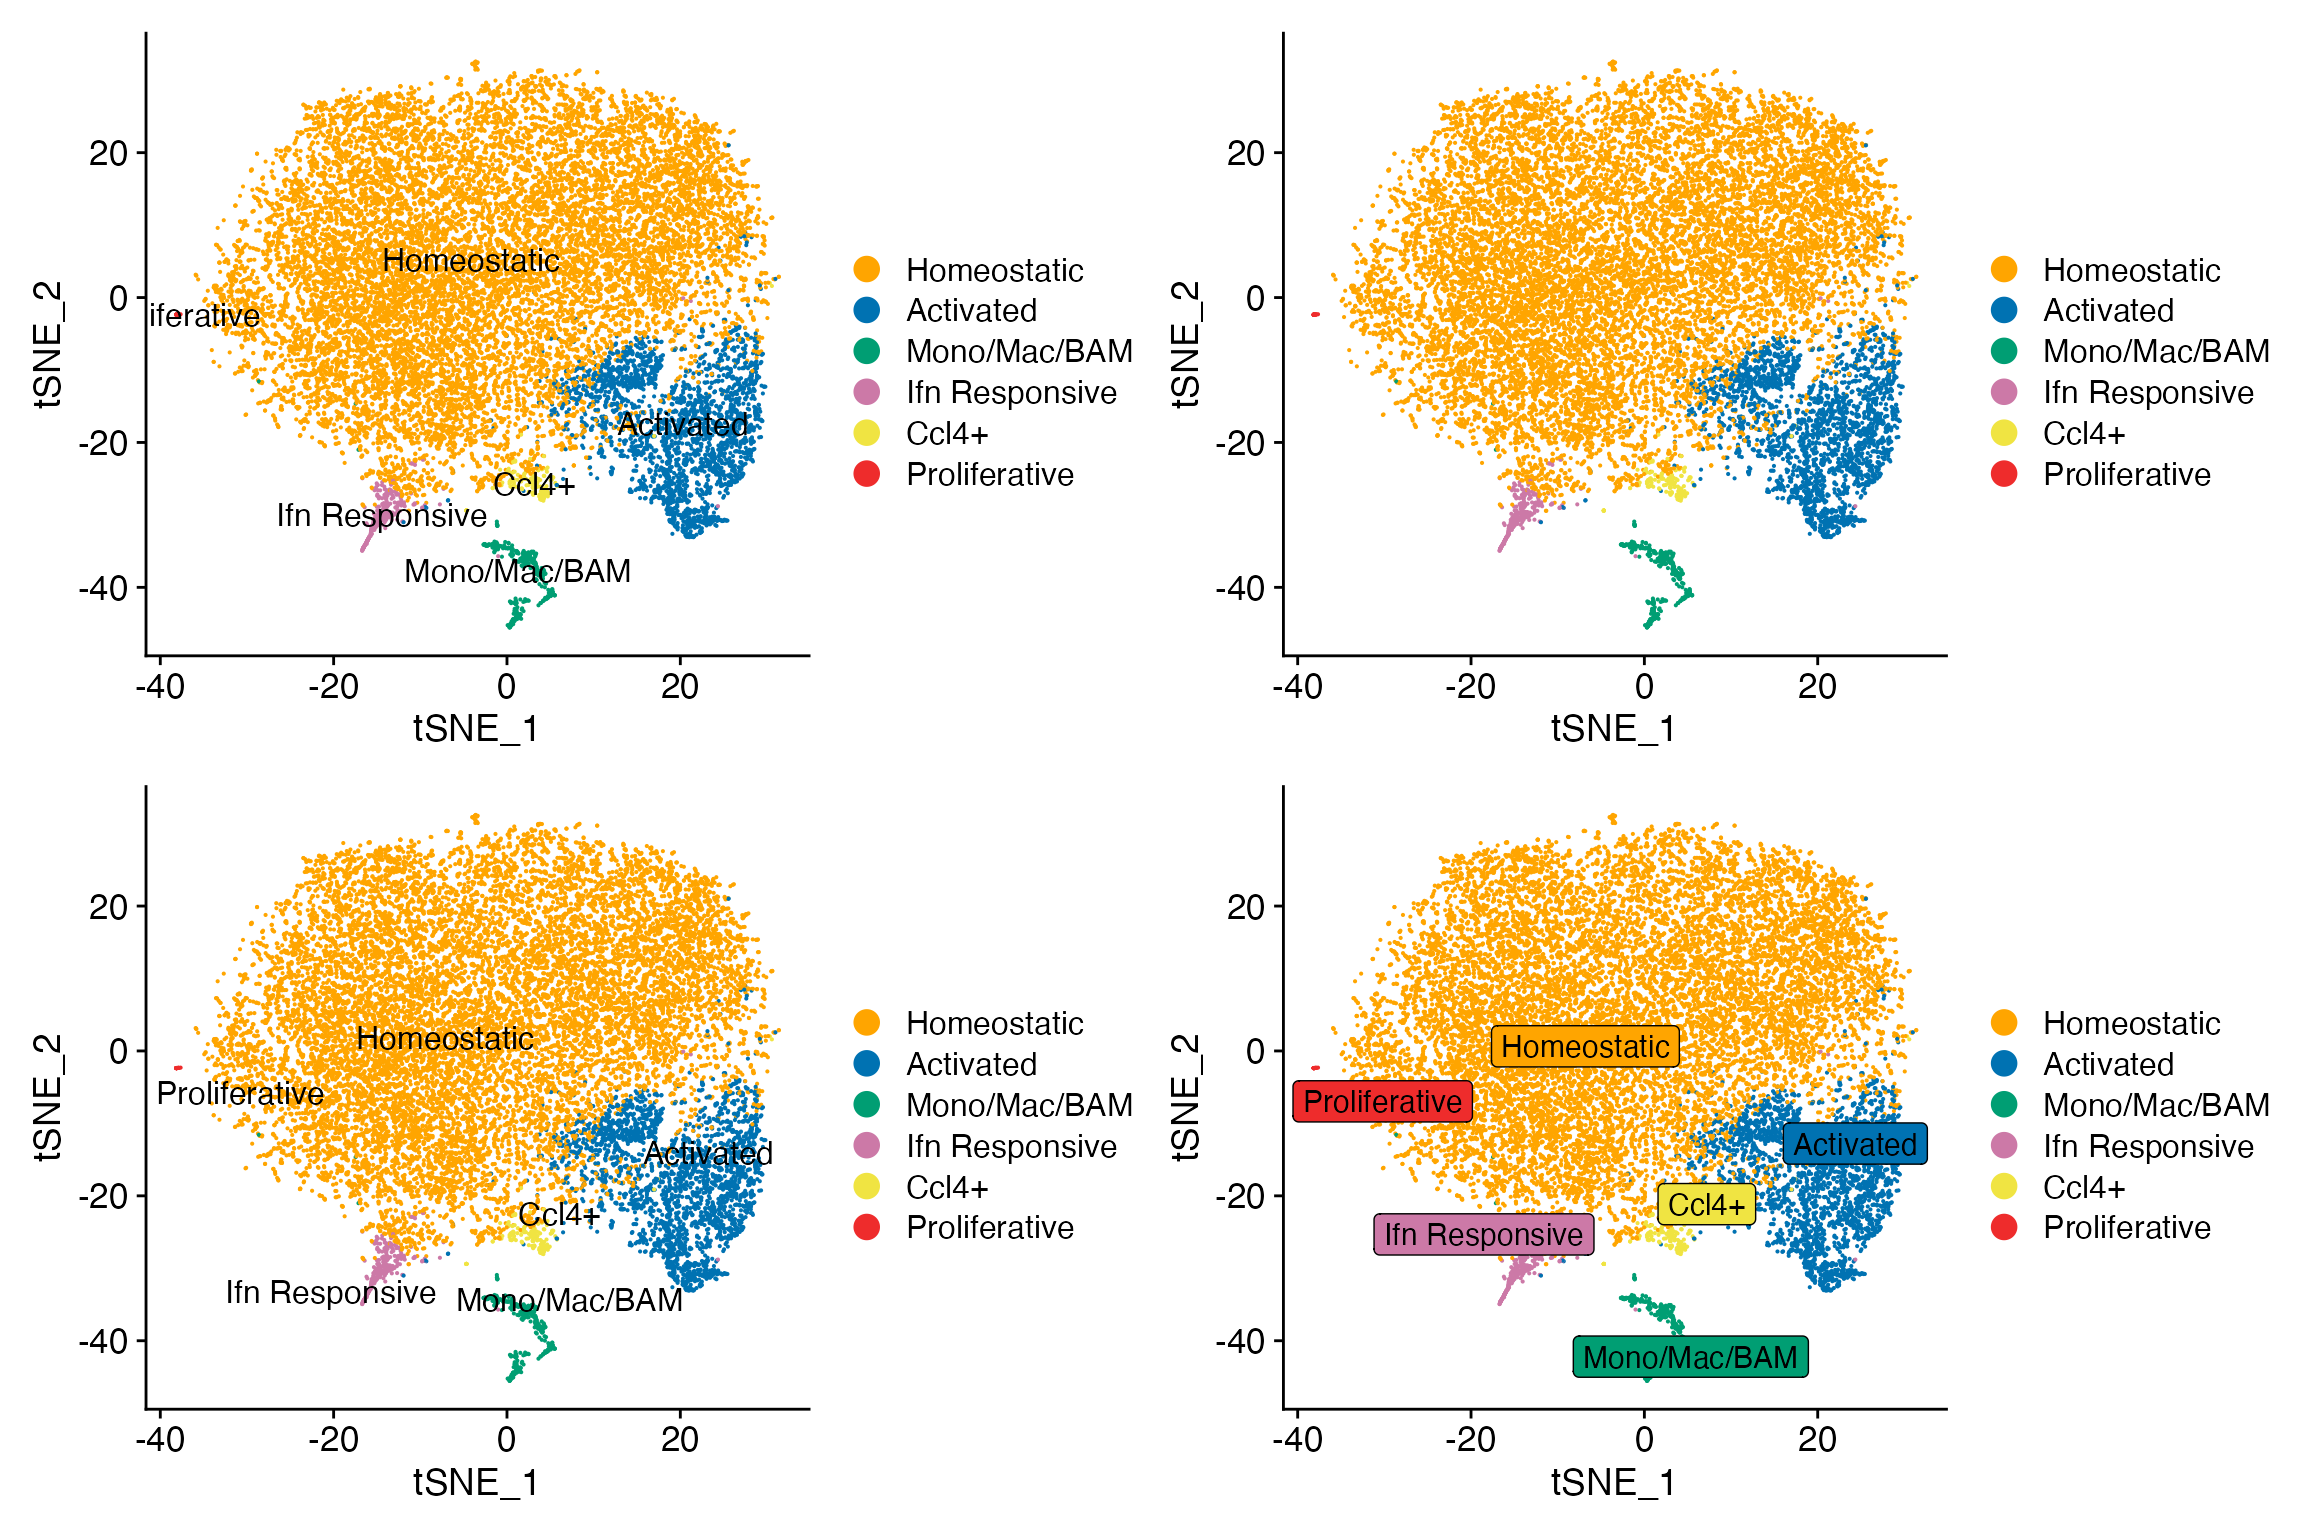 tSNE_2
20
0
-20
-40
Homeostatic
iferative
Activated
Ccl4+
Ifn Responsive
Mono/Mac/BAM
-40
-20
0
20
tSNE_1
Homeostatic
Activated
Mono/Mac/BAM
Ifn Responsive
Ccl4+
Proliferative
tSNE_2
20
0
-20
-40
-40
-20
0
20
tSNE_1
Homeostatic
Activated
Mono/Mac/BAM
Ifn Responsive
Ccl4+
Proliferative
tSNE_2
20
0
-20
-40
Homeostatic
Proliferative
Activated
Ccl4+
Ifn Responsive
Mono/Mac/BAM
-40
-20
0
20
tSNE_1
Homeostatic
Activated
Mono/Mac/BAM
Ifn Responsive
Ccl4+
Proliferative
tSNE_2
20
0
-20
-40
Homeostatic
Proliferative
Activated
Ccl4+
Ifn Responsive
Mono/Mac/BAM
-40
-20
0
20
tSNE_1
Homeostatic
Activated
Mono/Mac/BAM
Ifn Responsive
Ccl4+
Proliferative